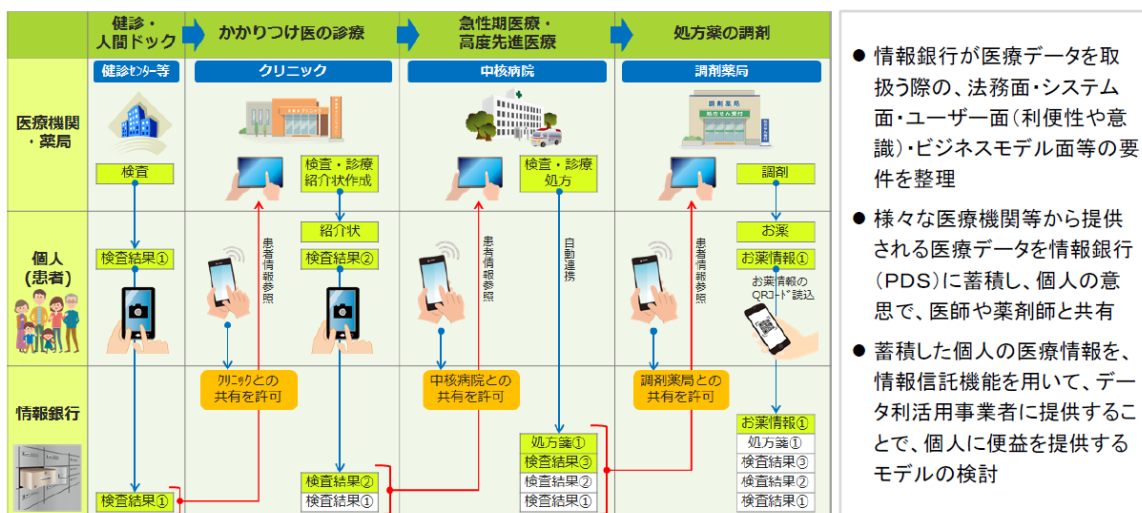 健診・
人間ドック
かかりつけ医の診療
急性期医療・
高度先進医療
処方薬の調剤
健診ｾﾝﾀｰ等
クリニック
中核病院
調剤薬局
医療機関
・薬局
調剤薬局
処方せん受付
検査
検査・診療
紹介状作成
検査・診療
処方
調剤
個人
(患者)
検査結果①
患者情報参照
紹介状
検査結果②
患者情報参照
自動連携
患者情報参照
お薬
お薬情報①
お薬情報の
QRｺｰﾄﾞ読込
ｸﾘﾆｯｸとの
共有を許可
中核病院との
共有を許可
調剤薬局との
共有を許可
情報銀行
検査結果①
検査結果②
検査結果①
処方箋①
検査結果③
検査結果②
検査結果①
お薬情報①
処方箋①
検査結果③
検査結果②
検査結果①
● 情報銀行が医療データを取
扱う際の、法務面・システム
面・ユーザー面（利便性や意
識）・ビジネスモデル面等の要
件を整理
● 様々な医療機関等から提供
される医療データを情報銀行
（PDS）に蓄積し、個人の意
思で、医師や薬剤師と共有
● 蓄積した個人の医療情報を、
情報信託機能を用いて、デー
タ利活用事業者に提供するこ
とで、個人に便益を提供する
モデルの検討